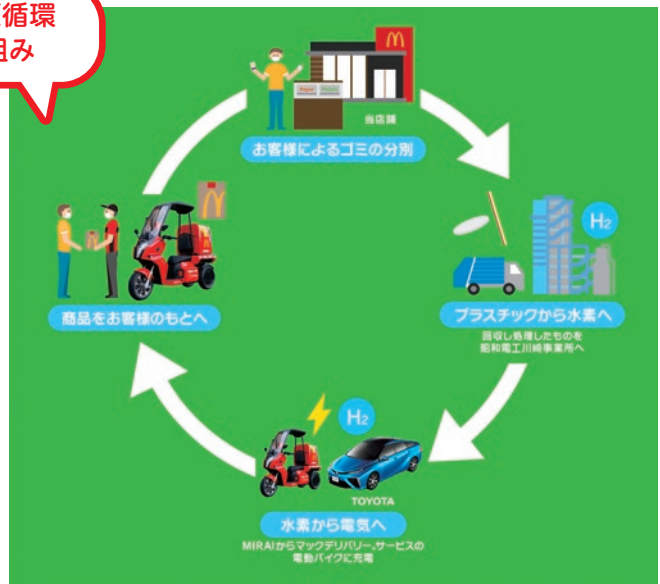 循環
組み
当店舗
お客様によるゴミの分別
H2
プラスチックから水素へ
回収し処理したものを
昭和電工川崎事業所へ
H2
TOYOTA
水素から電気へ
MIRAIからマックデリバリー®サービスの
電動バイクに充電
商品をお客様のもとへ